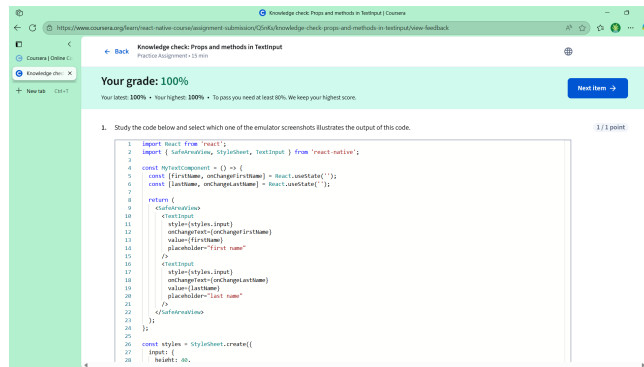 Knowledge check: Props and methods in TextInput | Coursera
https://www.coursera.org/learn/react-native-course/assignment-submission/QSnKs/knowledge-check-props-and-methods-in-textinput/view-feedback
Coursera | Online Co
Knowledge chec
New tab Ctrl+T
Back
Knowledge check: Props and methods in TextInput
Practice Assignment • 15 min
Your grade: 100%
Your latest: 100% • Your highest: 100% • To pass you need at least 80%. We keep your highest score.
Next item →
1. Study the code below and select which one of the emulator screenshots illustrates the output of this code.
1 / 1 point
1 import React from 'react';
2 import { SafeAreaView, StyleSheet, TextInput } from 'react-native';
3
4 const MyTextComponent = () => {
5 const [firstName, onChangeFirstName] = React.useState('');
6 const [lastName, onChangeLastName] = React.useState('');
7
8 return (
9 <SafeAreaView>
10 <TextInput
11 style={styles.input}
12 onChangeText={onChangeFirstName}
13 value={firstName}
14 placeholder="first name"
15 />
16 <TextInput
17 style={styles.input}
18 onChangeText={onChangeLastName}
19 value={lastName}
20 placeholder="last name"
21 />
22 </SafeAreaView>
23 );
24 };
25
26 const styles = StyleSheet.create({
27 input: {
28 height: 40,